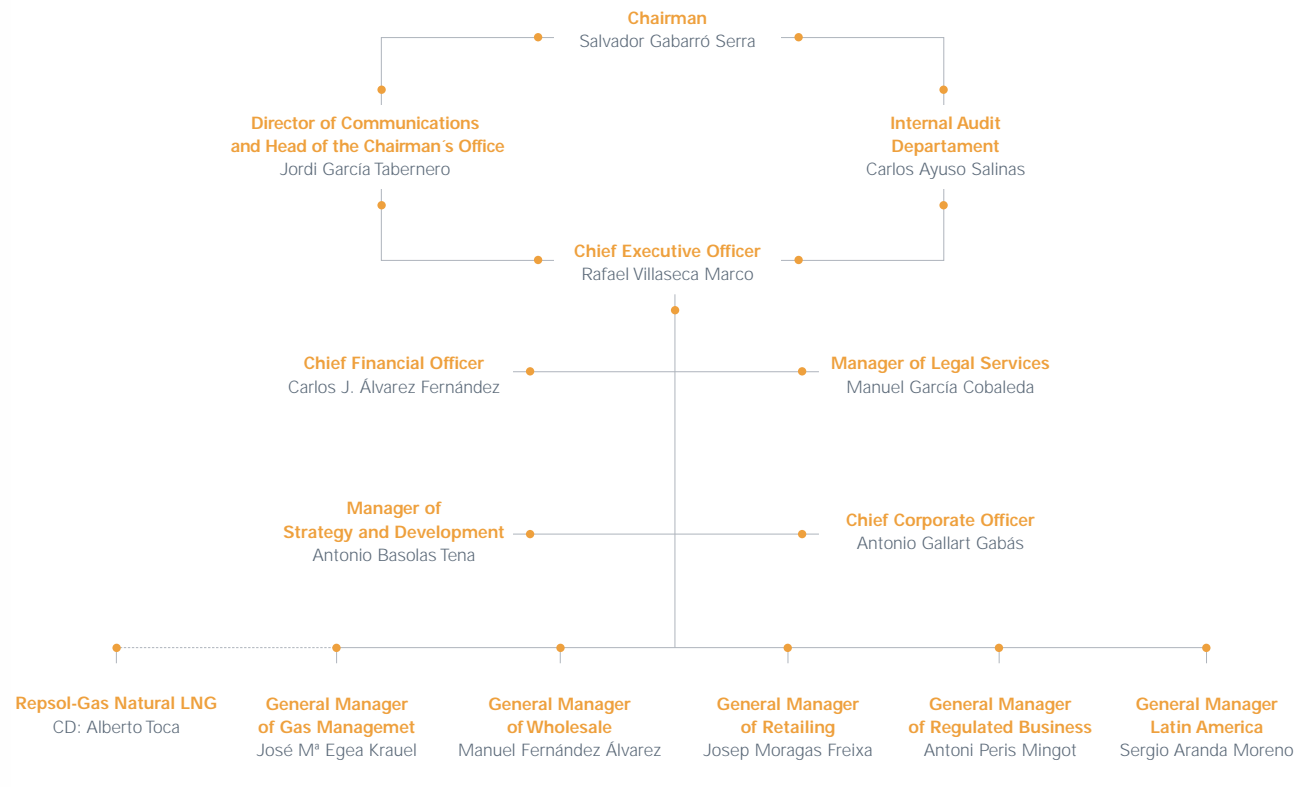 Chairman
Salvador Gabarró Serra
Director of Communications
and Head of the Chairman´s Office
Jordi García Tabernero
Internal Audit
Departament
Carlos Ayuso Salinas
Chief Executive Officer
Rafael Villaseca Marco
Chief Financial Officer
Carlos J. Álvarez Fernández
Manager of Legal Services
Manuel García Cobaleda
Manager of
Strategy and Development
Antonio Basolas Tena
Chief Corporate Officer
Antonio Gallart Gabás
Repsol-Gas Natural LNG
CD: Alberto Toca
General Manager
of Gas Managemet
José Mª Egea Krauel
General Manager
of Wholesale
Manuel Fernández Álvarez
General Manager
of Retailing
Josep Moragas Freixa
General Manager
of Regulated Business
Antoni Peris Mingot
General Manager
Latin America
Sergio Aranda Moreno